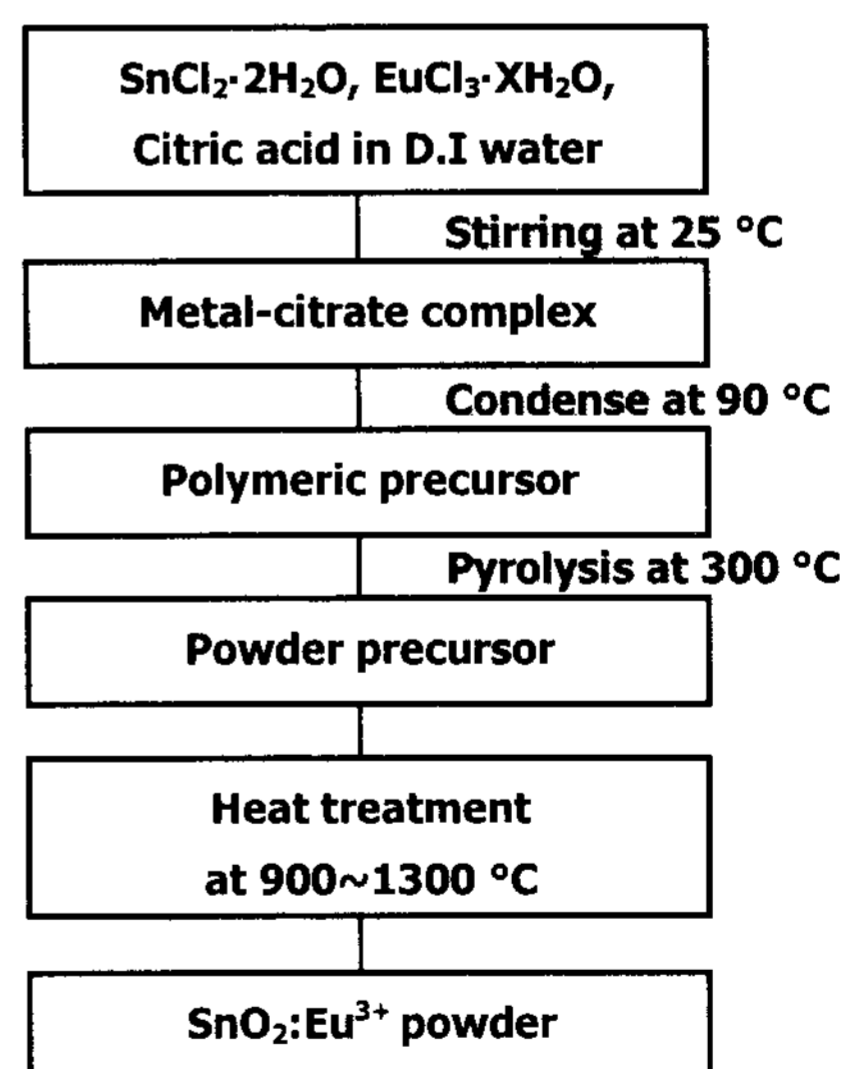 SnCl₂·2H₂O, EuCl₃·XH₂O,
Citric acid in D.I water
Stirring at 25 °C
Metal-citrate complex
Condense at 90 °C
Polymeric precursor
Pyrolysis at 300 °C
Powder precursor
Heat treatment
at 900~1300 °C
SnO₂:Eu³⁺ powder